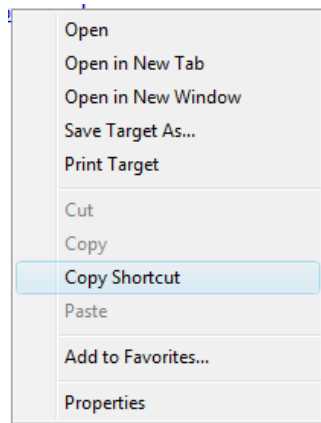 Open
Open in New Tab
Open in New Window
Save Target As...
Print Target
Cut
Copy
Copy Shortcut
Paste
Add to Favorites...
Properties